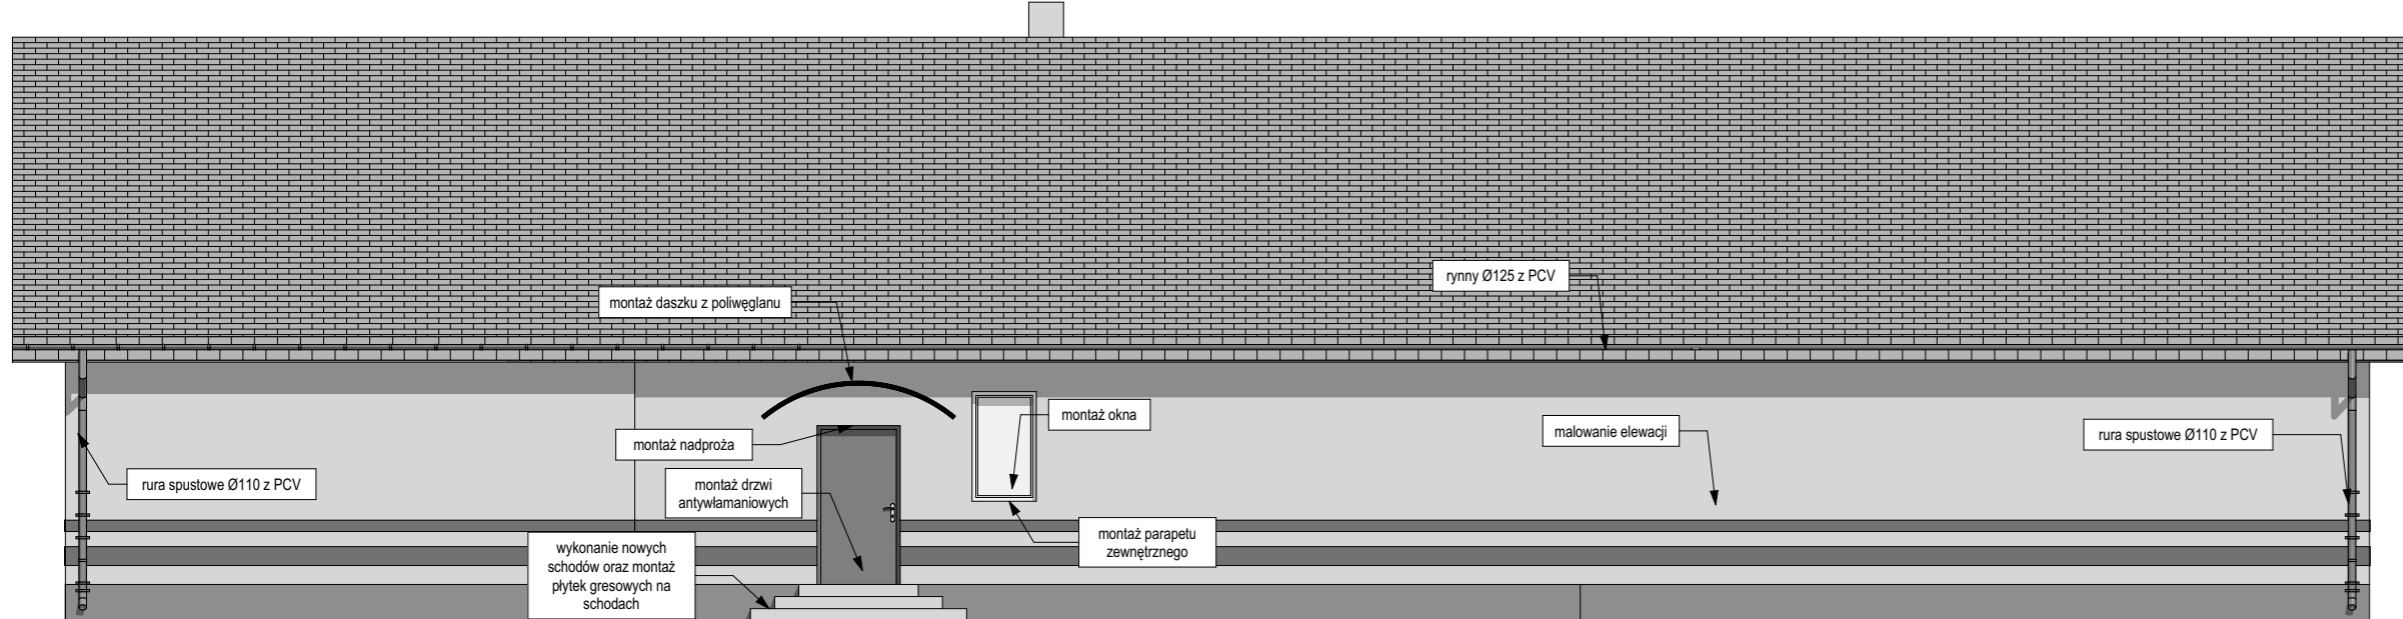 rynny Ø125 z PCV
montaż daszku z poliwęglanu
montaż okna
malowanie elewacji
rura spustowe Ø110 z PCV
montaż nadproża
rura spustowe Ø110 z PCV
montaż drzwi
antywłamaniowych
montaż parapetu
zewnętrznego
wykonanie nowych
schodów oraz montaż
płytek gresowych na
schodach